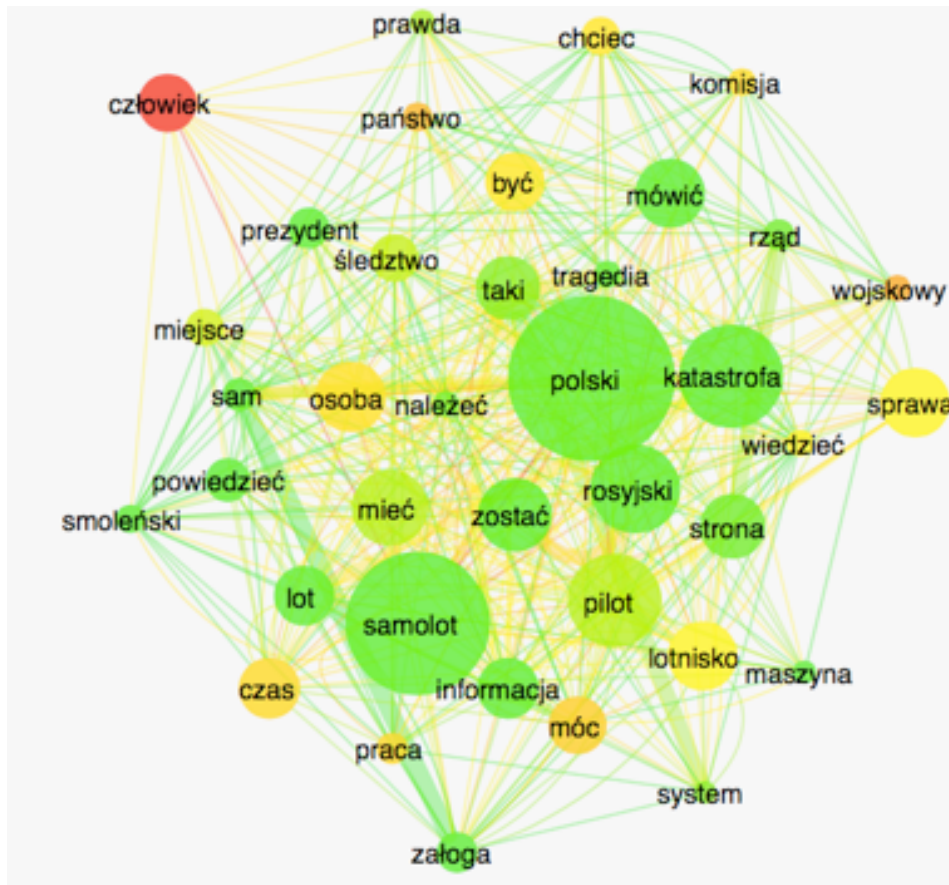 prawda
chciec
człowiek
komisja
państwo
być
mówić
prezydent
rząd
śledztwo
tragedia
taki
wojskowy
miejsce
polski
katastrofa
sam
osoba
należeć
sprawa
wiedzieć
powiedzieć
rosyjski
smoleński
mieć
zostać
strona
lot
pilot
samolot
lotnisko
maszyna
czas
informacja
móc
praca
system
załoga